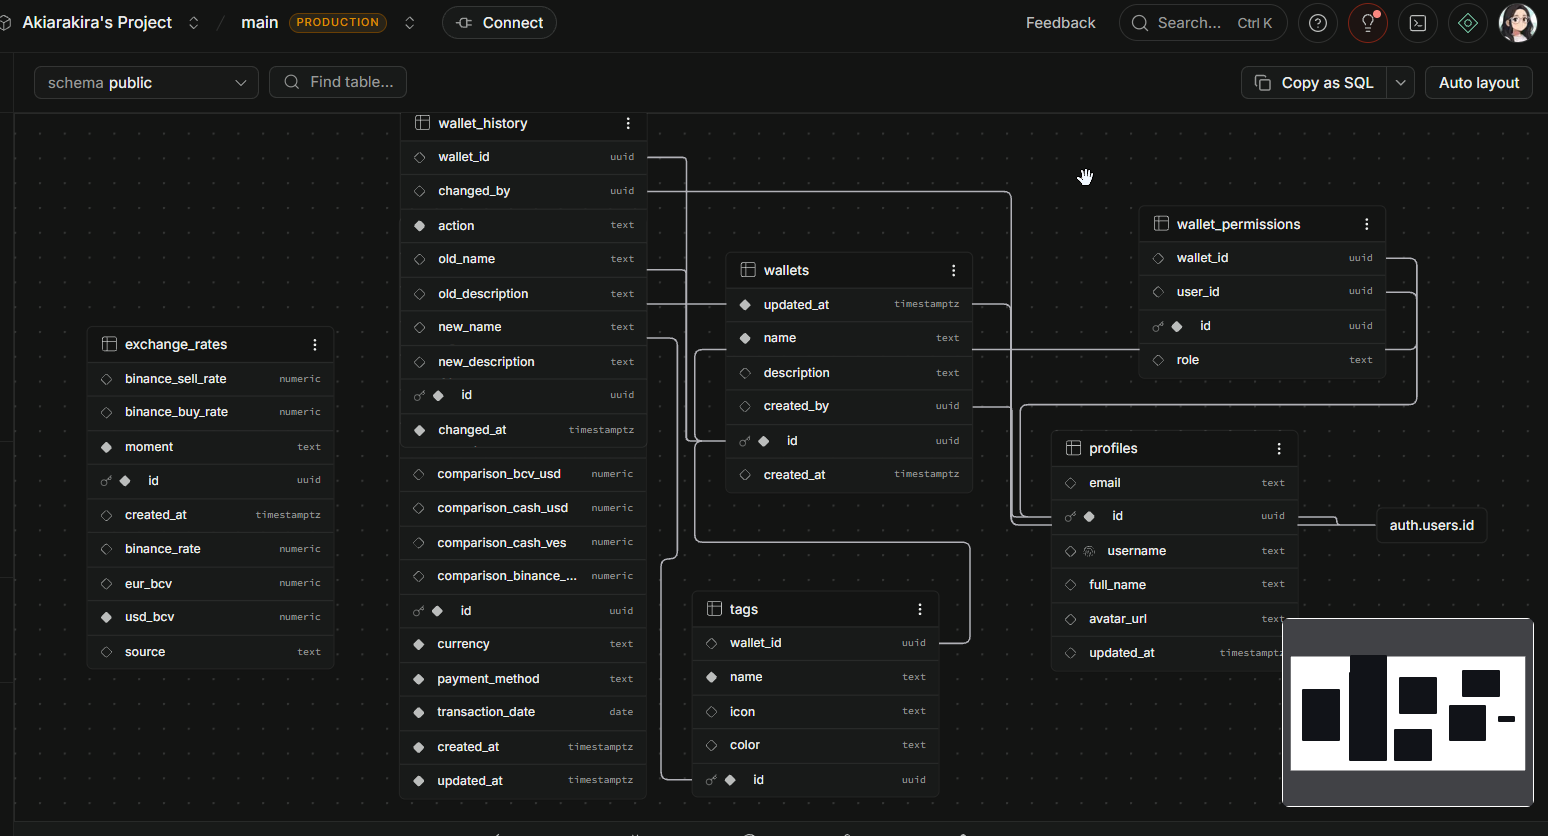 Akiarakira's Project
main
PRODUCTION
Connect
Feedback
Search...
Ctrl K
schema public
Find table...
Copy as SQL
Auto layout
exchange_rates
binance_sell_rate numeric
binance_buy_rate numeric
moment text
id uuid
created_at timestamptz
binance_rate numeric
eur_bcv numeric
usd_bcv numeric
source text
wallet_history
wallet_id uuid
changed_by uuid
action text
old_name text
old_description text
new_name text
new_description text
id uuid
changed_at timestamptz
comparison_bcv_usd numeric
comparison_cash_usd numeric
comparison_cash_ves numeric
comparison_binance_... numeric
id uuid
currency text
payment_method text
transaction_date date
created_at timestamptz
updated_at timestamptz
wallets
updated_at timestamptz
name text
description text
created_by uuid
id uuid
created_at timestamptz
tags
wallet_id uuid
name text
icon text
color text
id uuid
wallet_permissions
wallet_id uuid
user_id uuid
id uuid
role text
profiles
email text
id uuid
username text
full_name text
avatar_url text
updated_at timestamptz
auth.users.id